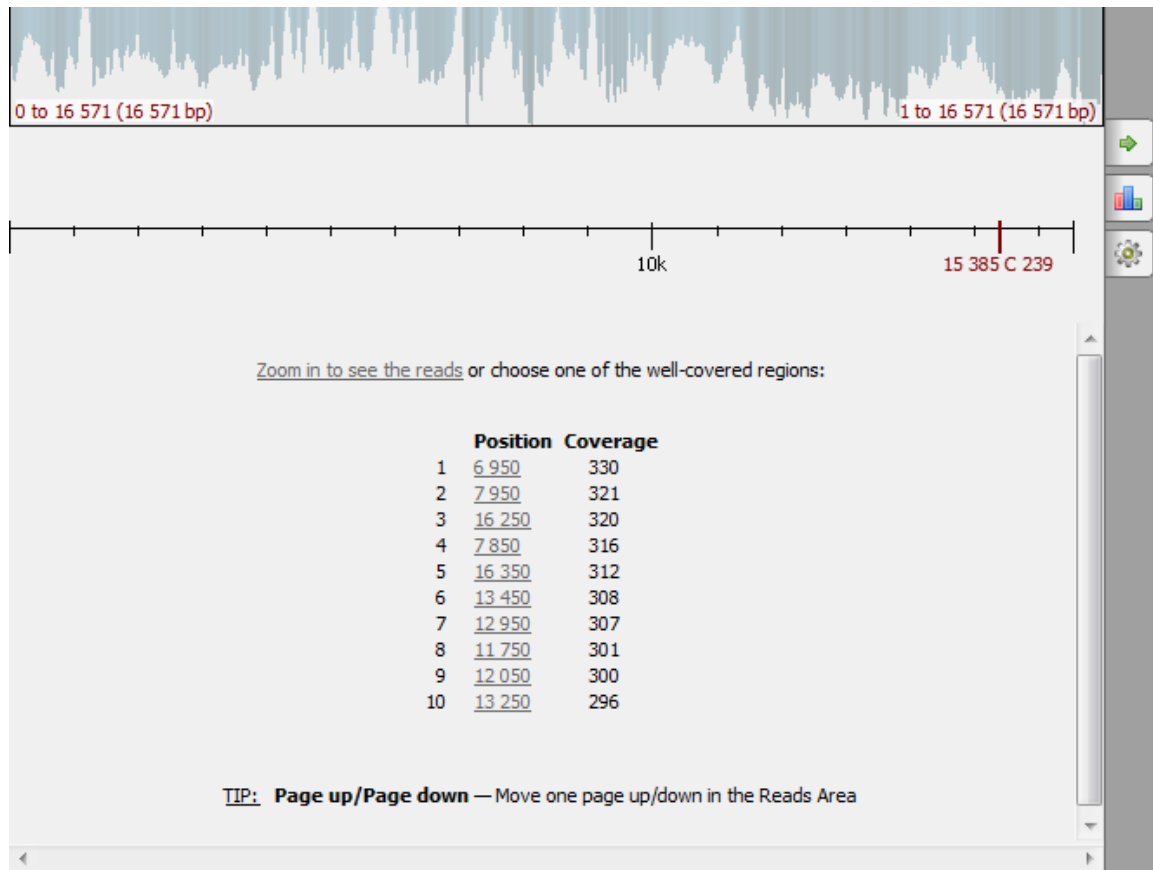 0 to 16 571 (16 571 bp) 1 to 16 571 (16 571 bp)
10k 15 385 C 239
Zoom in to see the reads or choose one of the well-covered regions:
Position Coverage
1 6 950 330
2 7 950 321
3 16 250 320
4 7 850 316
5 16 350 312
6 13 450 308
7 12 950 307
8 11 750 301
9 12 050 300
10 13 250 296
TIP: Page up/Page down — Move one page up/down in the Reads Area